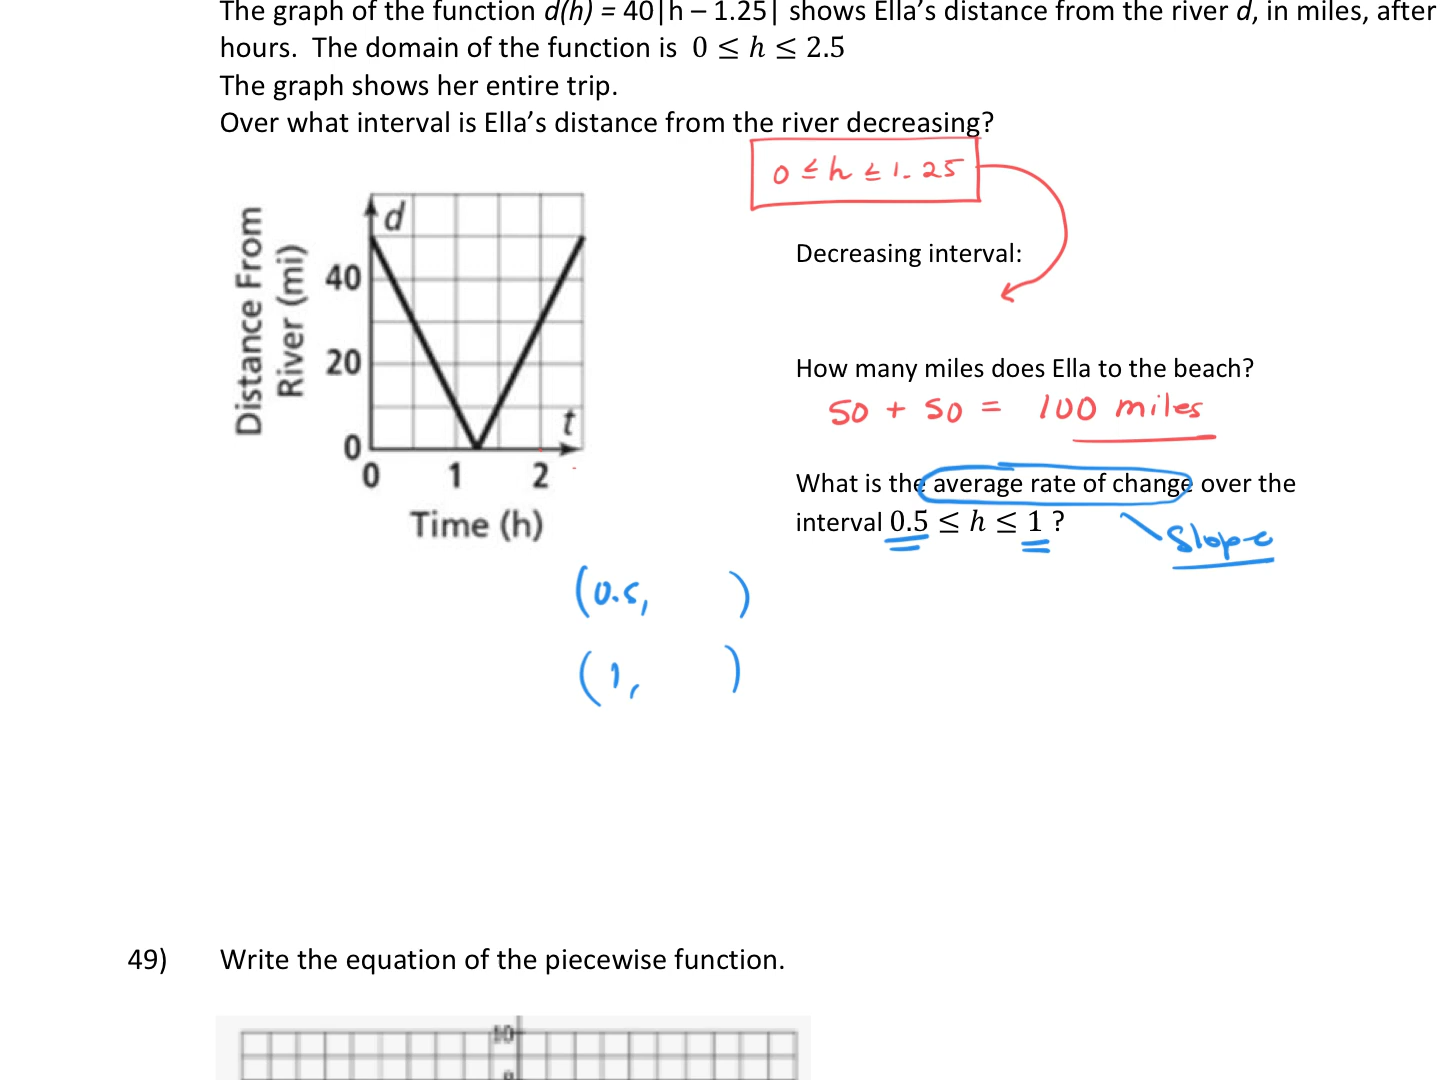 The graph of the function d(h) = 40|h – 1.25| shows Ella's distance from the river d, in miles, after
hours. The domain of the function is 0 ≤ h ≤ 2.5
The graph shows her entire trip.
Over what interval is Ella's distance from the river decreasing?
0 ≤ h ≤ 1.25
Distance From
River (mi)
d
40
20
0
t
0 1 2
Time (h)
Decreasing interval:
How many miles does Ella to the beach?
50 + 50 = 100 miles
What is the average rate of change over the
interval 0.5 ≤ h ≤ 1 ?
slope
(0.5, )
(1, )
49) Write the equation of the piecewise function.
10